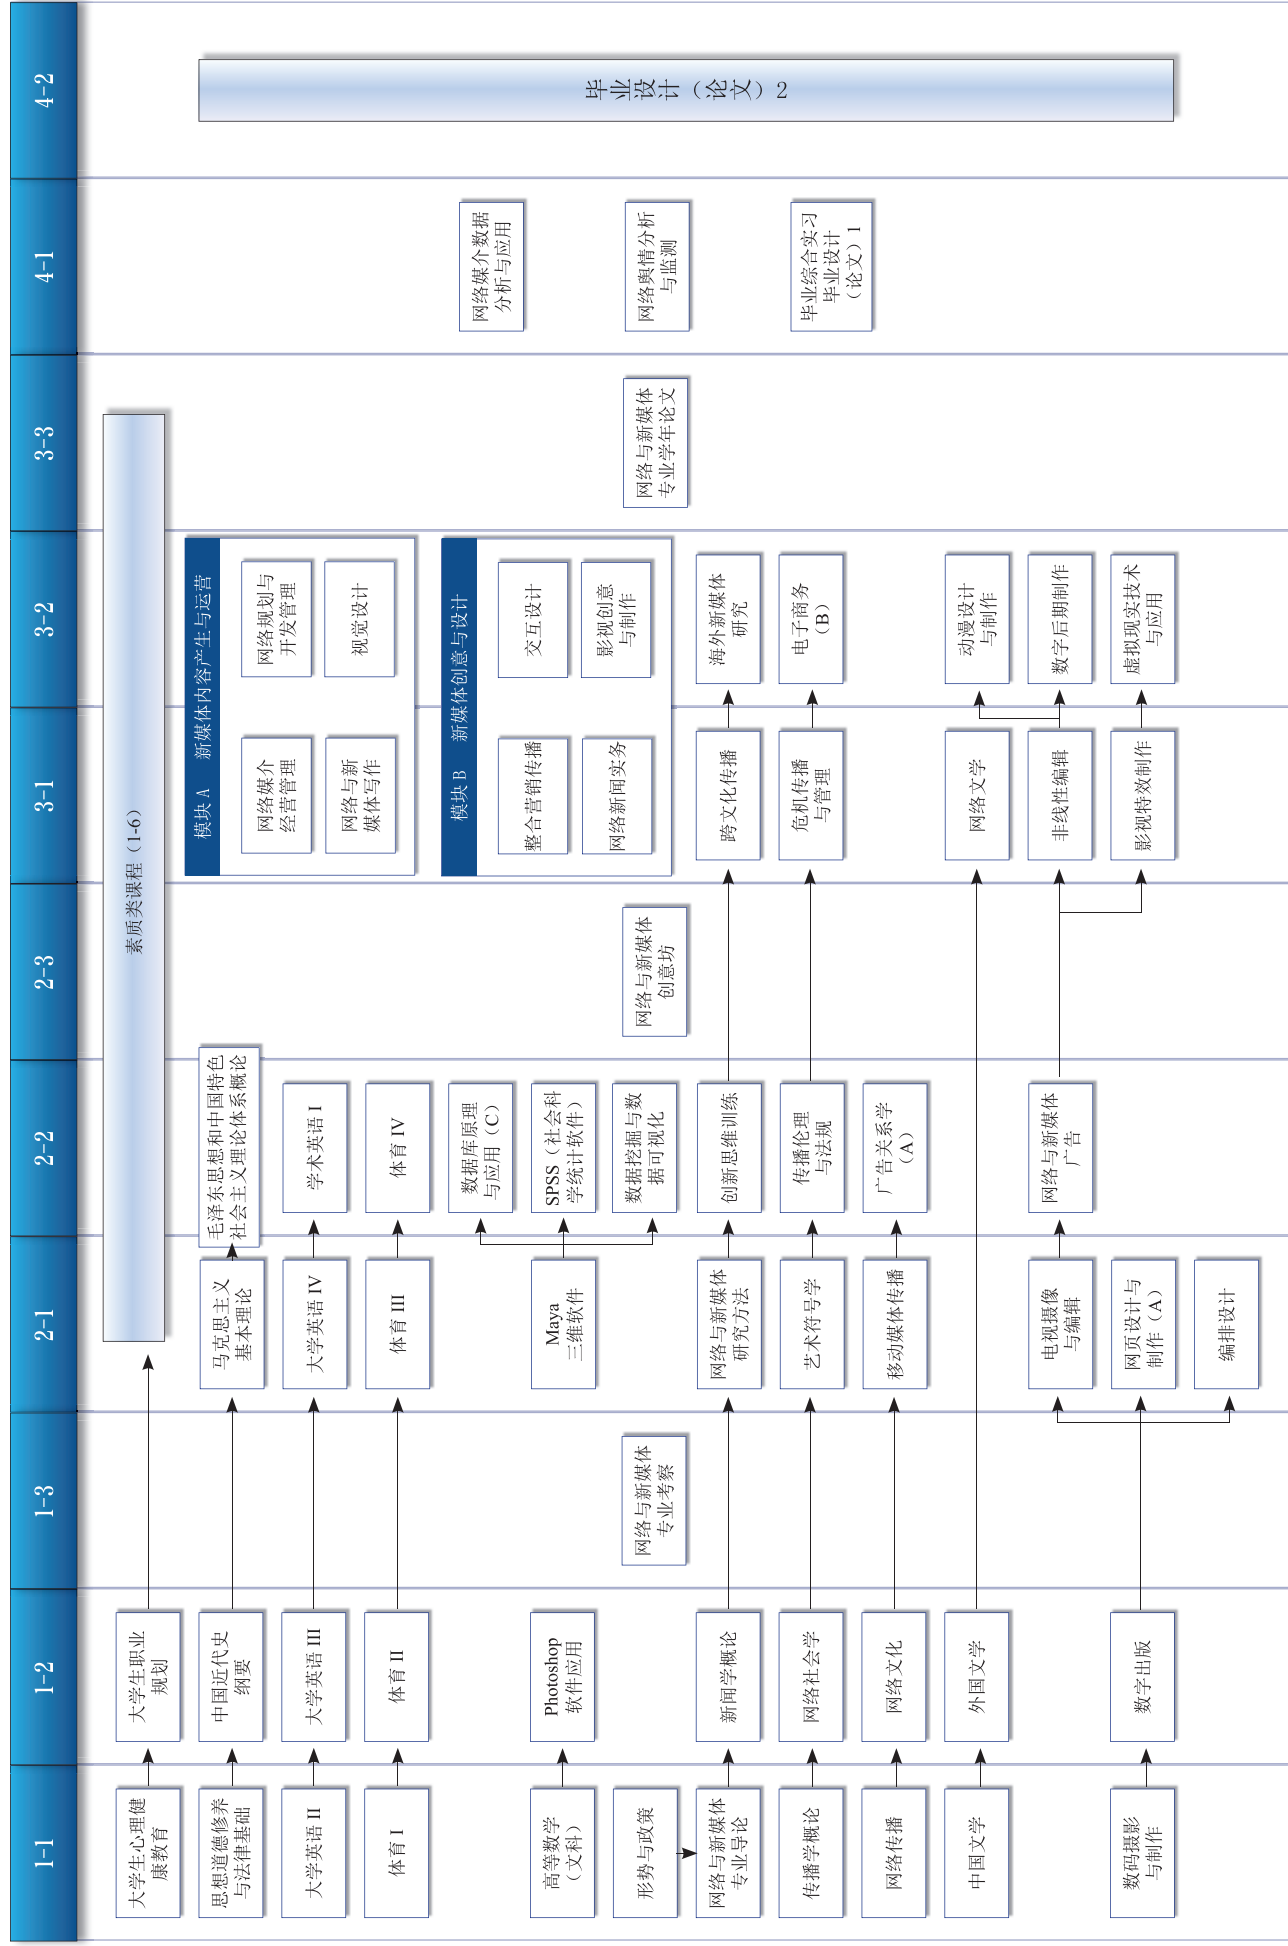 1-1
1-2
1-3
2-1
2-2
2-3
3-1
3-2
3-3
4-1
4-2
大学生心理健
康教育
思想道德修养
与法律基础
大学英语 II
体育 I
高等数学
（文科）
形势与政策
网络与新媒体
专业导论
传播学概论
网络传播
中国文学
数码摄影
与制作
大学生职业
规划
中国近代史
纲要
大学英语 III
体育 II
Photoshop
软件应用
新闻学概论
网络社会学
网络文化
外国文学
数字出版
网络与新媒体
专业考察
马克思主义
基本理论
大学英语 IV
体育 III
Maya
三维软件
网络与新媒体
研究方法
艺术符号学
移动媒体传播
电视摄像
与编辑
网页设计与
制作（A）
编排设计
毛泽东思想和中国特色
社会主义理论体系概论
学术英语 I
体育 IV
数据库原理
与应用（C）
SPSS（社会科
学统计软件）
数据挖掘与数
据可视化
创新思维训练
传播伦理
与法规
广告关系学
（A）
网络与新媒体
广告
素质类课程（1-6）
网络与新媒体
创意坊
模块 A 新媒体内容产生与运营
网络媒介
经营管理
网络与新
媒体写作
网络规划与
开发管理
视觉设计
模块 B 新媒体创意与设计
整合营销传播
网络新闻实务
交互设计
影视创意
与制作
跨文化传播
危机传播
与管理
网络文学
非线性编辑
影视特效制作
海外新媒体
研究
电子商务
（B）
动漫设计
与制作
数字后期制作
虚拟现实技术
与应用
网络与新媒体
专业学年论文
网络媒介数据
分析与应用
网络舆情分析
与监测
毕业综合实习
毕业设计
（论文）1
毕业设计（论文）2